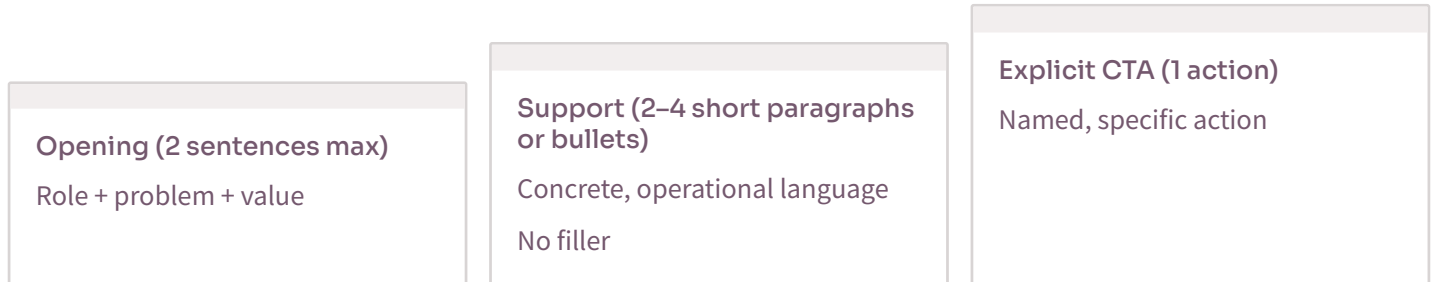 Opening (2 sentences max)
Role + problem + value
Support (2–4 short paragraphs
or bullets)
Concrete, operational language
No filler
Explicit CTA (1 action)
Named, specific action